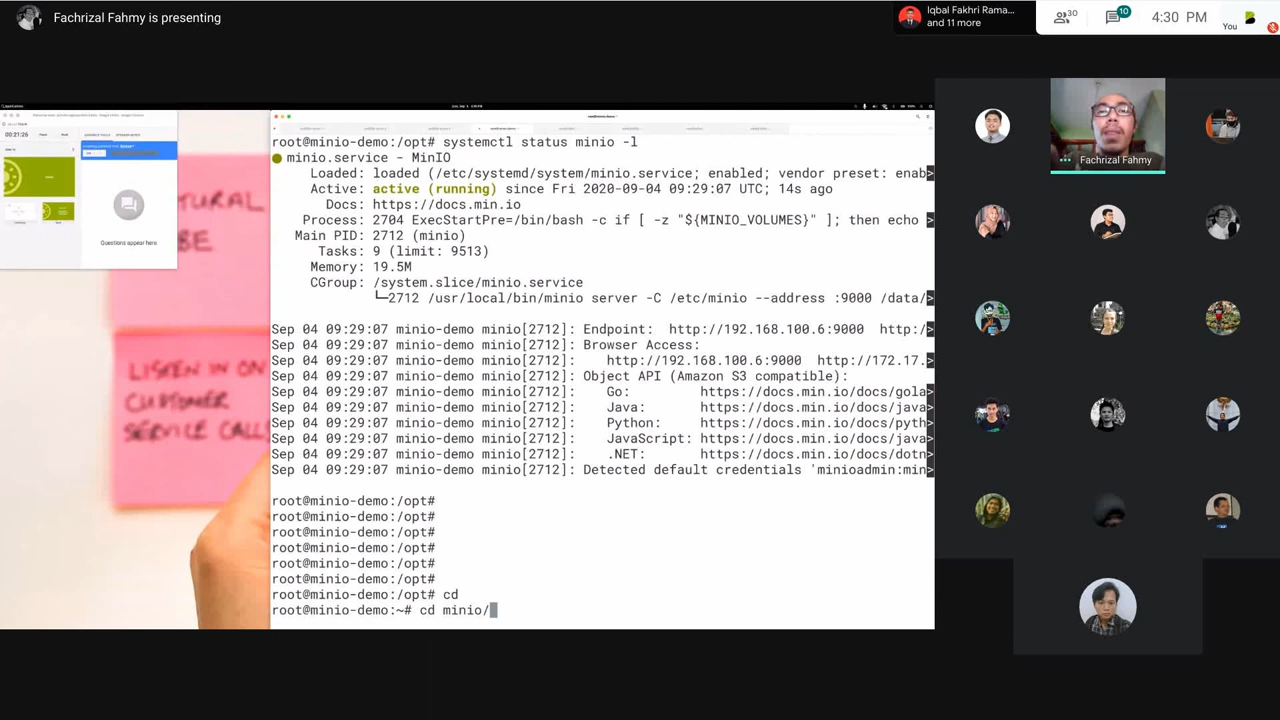 Fachrizal Fahmy is presenting
Iqbal Fakhri Rama...
and 11 more
30
10
4:30 PM
You
00:21:26
Questions appear here
TURAL
BE
LISTEN IN ON
CUSTOMER
SERVICE CALL
root@minio-demo:/opt# systemctl status minio -l
● minio.service - MinIO
Loaded: loaded (/etc/systemd/system/minio.service; enabled; vendor preset: enab>
Active: active (running) since Fri 2020-09-04 09:29:07 UTC; 14s ago
Docs: https://docs.min.io
Process: 2704 ExecStartPre=/bin/bash -c if [ -z "${MINIO_VOLUMES}" ]; then echo >
Main PID: 2712 (minio)
Tasks: 9 (limit: 9513)
Memory: 19.5M
CGroup: /system.slice/minio.service
└─2712 /usr/local/bin/minio server -C /etc/minio --address :9000 /data/>
Sep 04 09:29:07 minio-demo minio[2712]: Endpoint: http://192.168.100.6:9000 http:/>
Sep 04 09:29:07 minio-demo minio[2712]: Browser Access:
Sep 04 09:29:07 minio-demo minio[2712]: http://192.168.100.6:9000 http://172.17.>
Sep 04 09:29:07 minio-demo minio[2712]: Object API (Amazon S3 compatible):
Sep 04 09:29:07 minio-demo minio[2712]: Go: https://docs.min.io/docs/gola>
Sep 04 09:29:07 minio-demo minio[2712]: Java: https://docs.min.io/docs/java>
Sep 04 09:29:07 minio-demo minio[2712]: Python: https://docs.min.io/docs/pyth>
Sep 04 09:29:07 minio-demo minio[2712]: JavaScript: https://docs.min.io/docs/java>
Sep 04 09:29:07 minio-demo minio[2712]: .NET: https://docs.min.io/docs/dotn>
Sep 04 09:29:07 minio-demo minio[2712]: Detected default credentials 'minioadmin:min>
root@minio-demo:/opt#
root@minio-demo:/opt#
root@minio-demo:/opt#
root@minio-demo:/opt#
root@minio-demo:/opt#
root@minio-demo:/opt#
root@minio-demo:/opt# cd
root@minio-demo:~# cd minio/
Fachrizal Fahmy